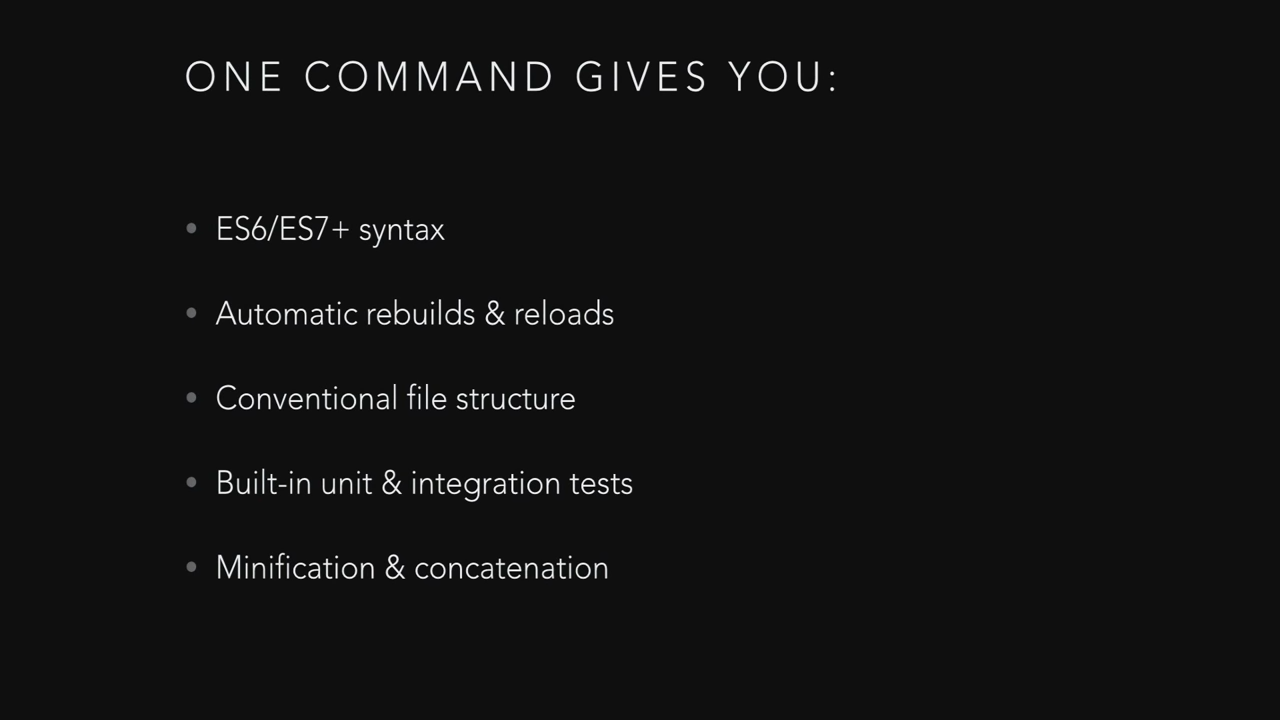 ONE COMMAND GIVES YOU:
• ES6/ES7+ syntax
• Automatic rebuilds & reloads
• Conventional file structure
• Built-in unit & integration tests
• Minification & concatenation